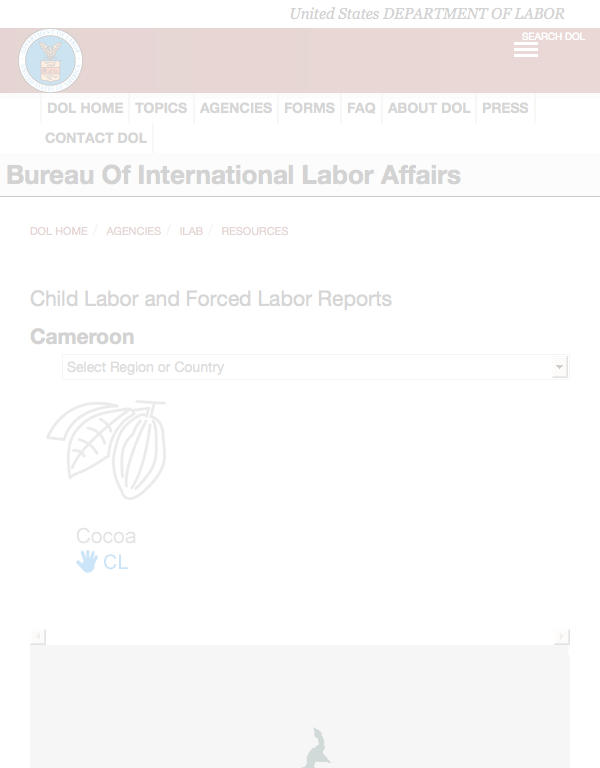 United States DEPARTMENT OF LABOR
SEARCH DOL
DOL HOME TOPICS AGENCIES FORMS FAQ ABOUT DOL PRESS
CONTACT DOL
Bureau Of International Labor Affairs
DOL HOME / AGENCIES / ILAB / RESOURCES
Child Labor and Forced Labor Reports
Cameroon
Select Region or Country
Cocoa
CL